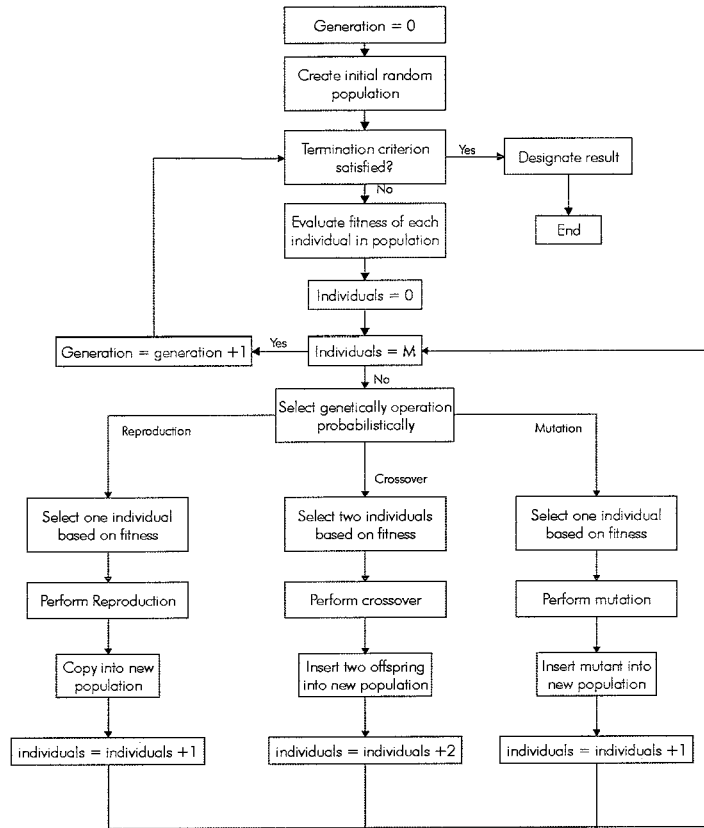 Generation = 0
Create initial random
population
Termination criterion
satisfied?
Yes
Designate result
No
End
Evaluate fitness of each
individual in population
Individuals = 0
Generation = generation +1
Yes
Individuals = M
No
Select genetically operation
probabilistically
Reproduction
Mutation
Crossover
Select one individual
based on fitness
Select two individuals
based on fitness
Select one individual
based on fitness
Perform Reproduction
Perform crossover
Perform mutation
Copy into new
population
Insert two offspring
into new population
Insert mutant into
new population
individuals = individuals +1
individuals = individuals +2
individuals = individuals +1